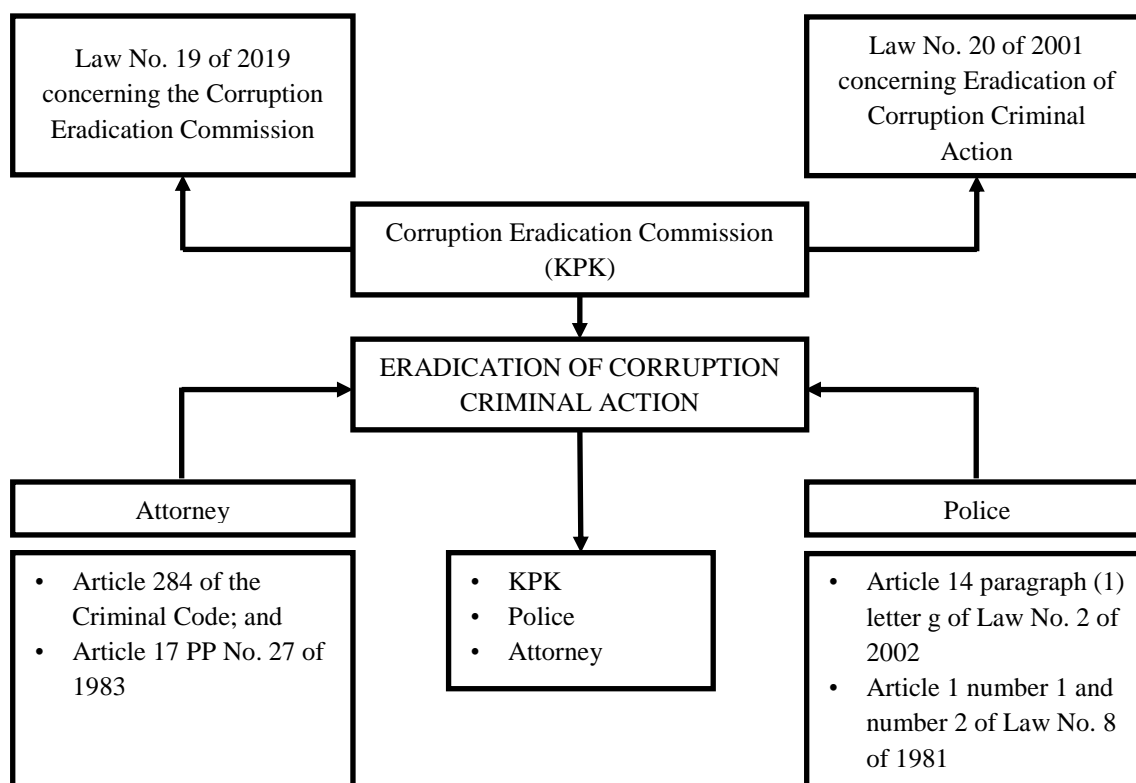 Law No. 19 of 2019
concerning the Corruption
Eradication Commission
Law No. 20 of 2001
concerning Eradication of
Corruption Criminal
Action
Corruption Eradication Commission
(KPK)
ERADICATION OF CORRUPTION
CRIMINAL ACTION
Attorney
• Article 284 of the
Criminal Code; and
• Article 17 PP No. 27 of
1983
• KPK
• Police
• Attorney
Police
• Article 14 paragraph (1)
letter g of Law No. 2 of
2002
• Article 1 number 1 and
number 2 of Law No. 8
of 1981